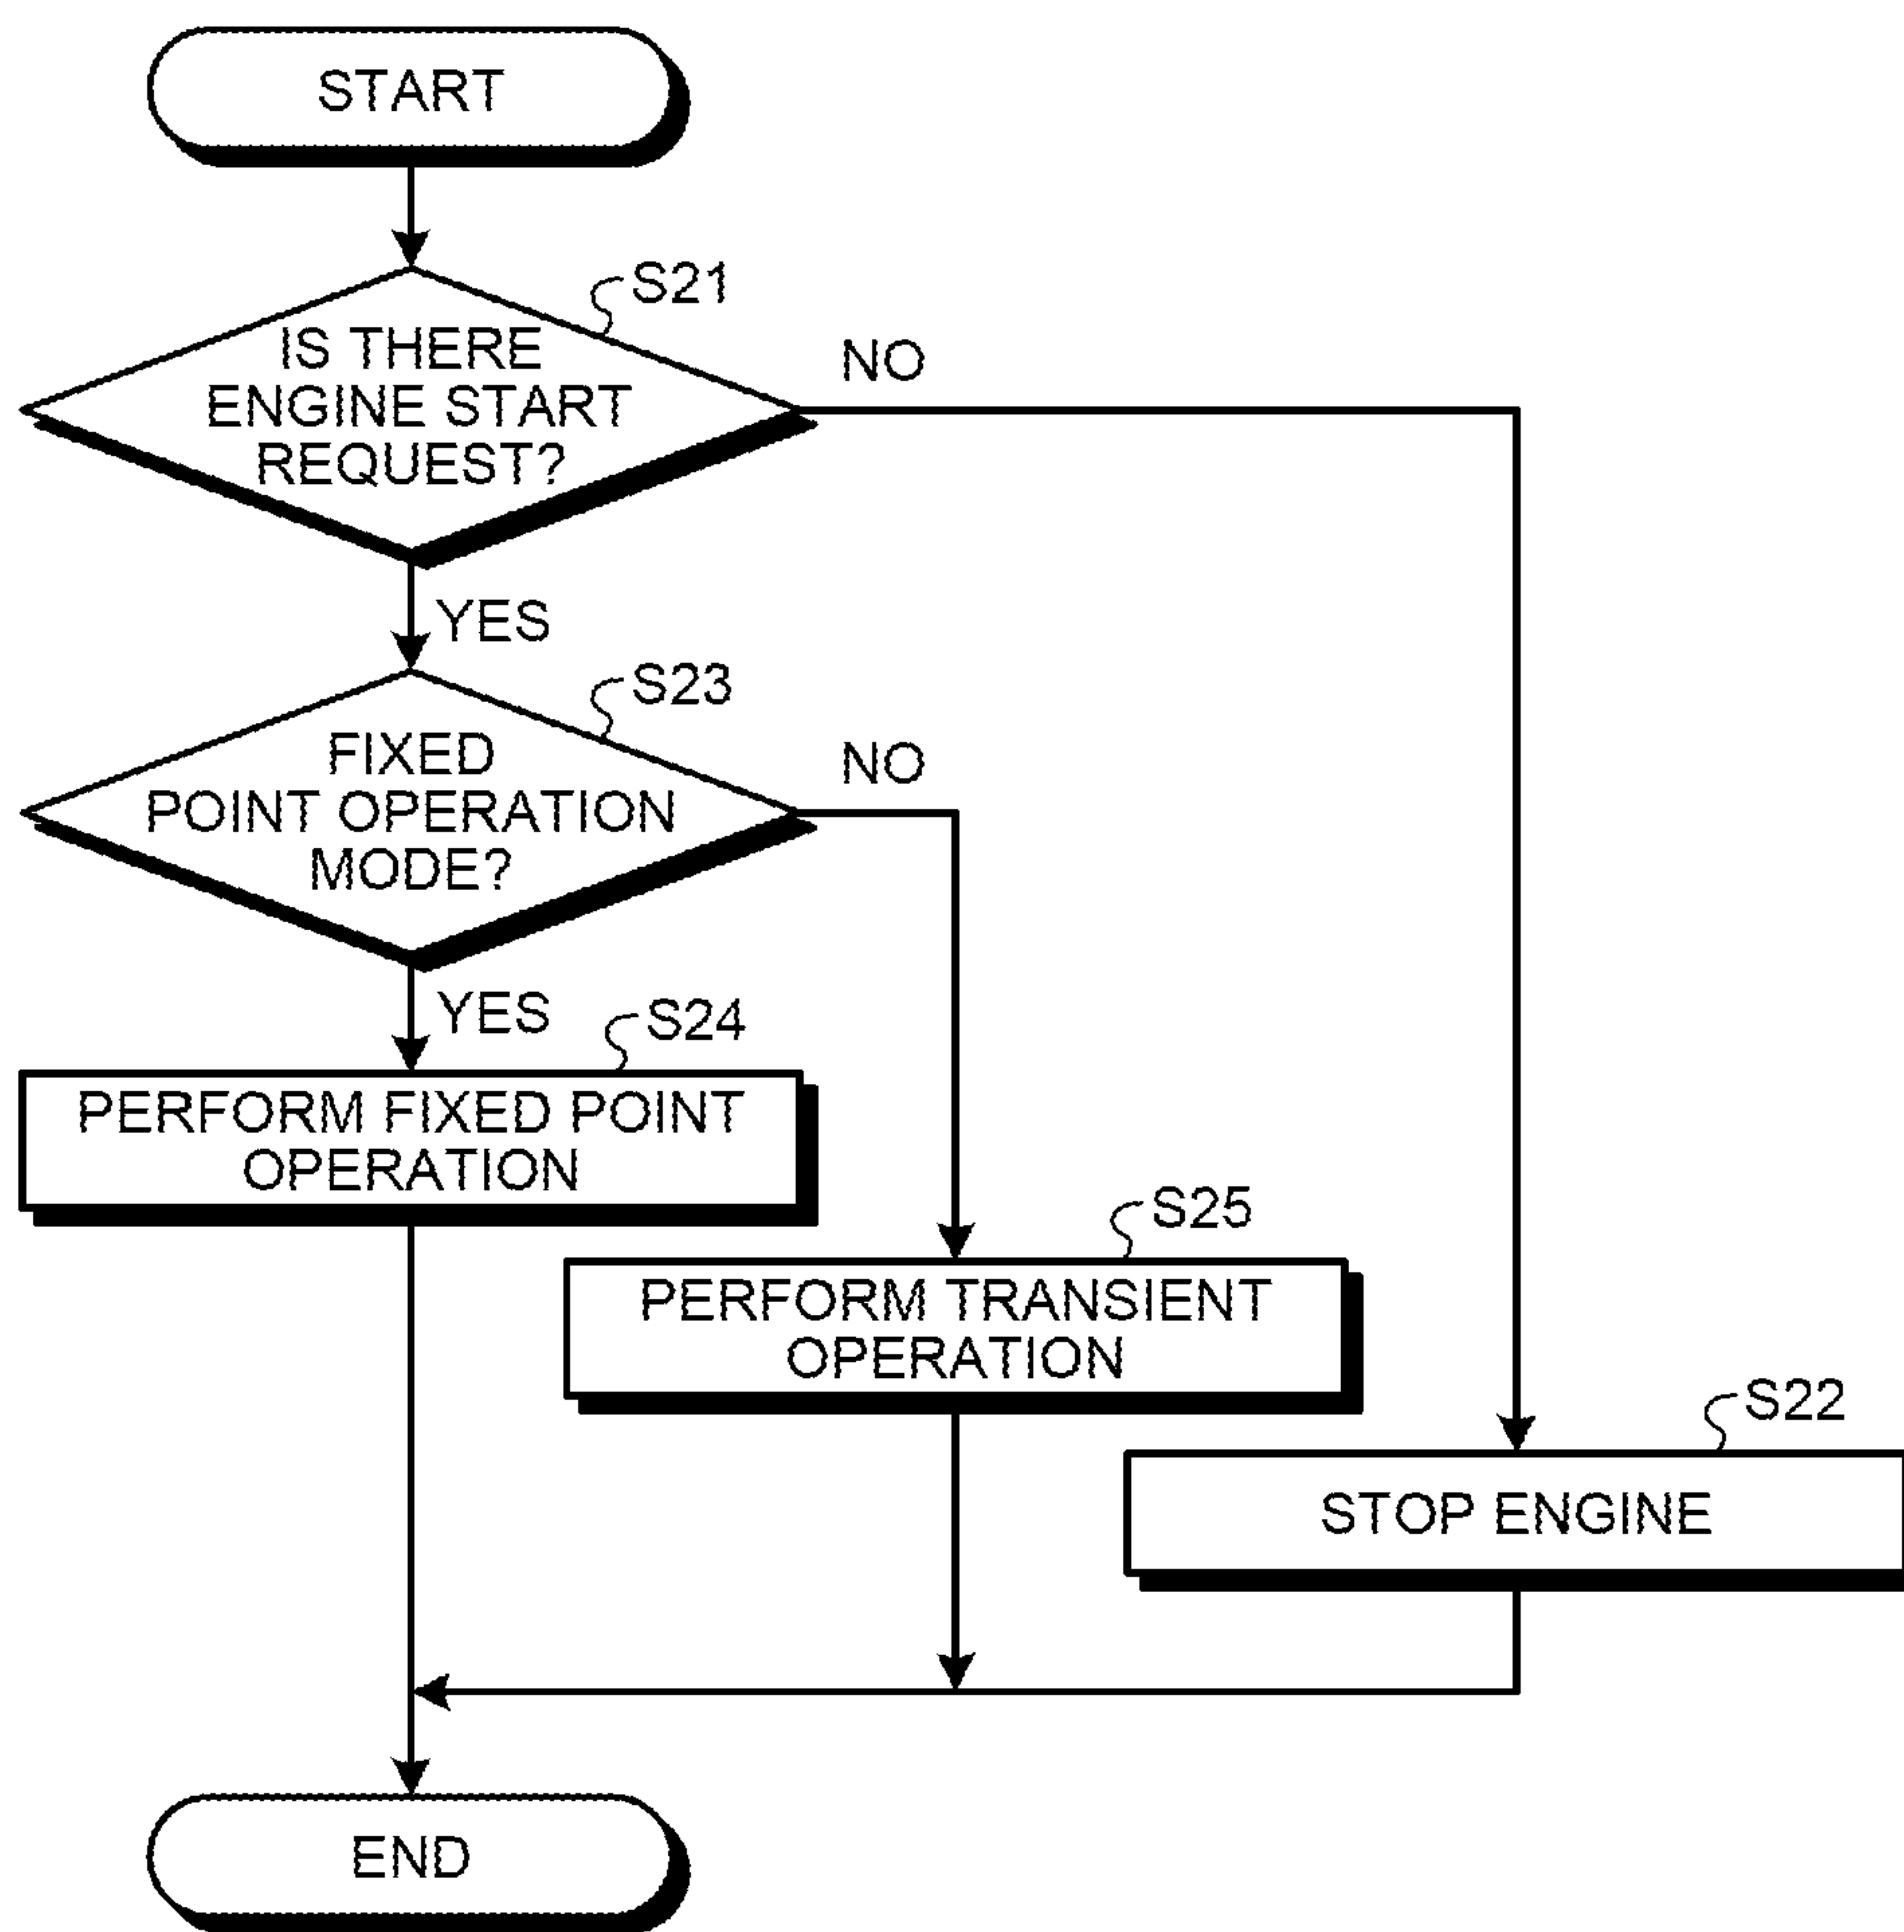 START
S21
IS THERE
ENGINE START
REQUEST?
NO
YES
S23
FIXED
POINT OPERATION
MODE?
NO
YES
S24
PERFORM FIXED POINT
OPERATION
S25
PERFORM TRANSIENT
OPERATION
S22
STOP ENGINE
END